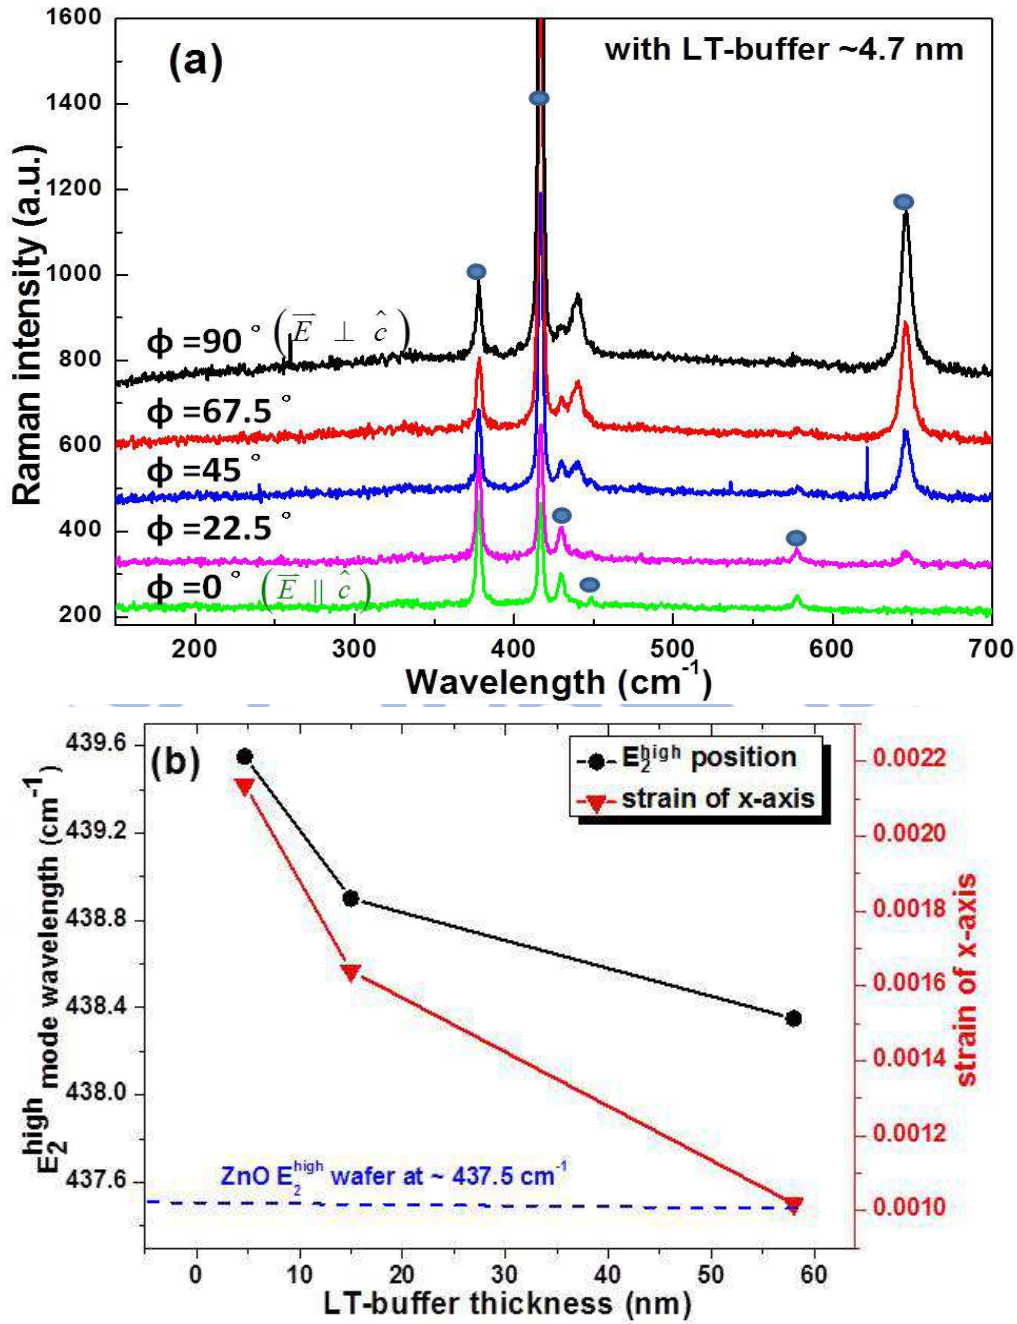 1600
1400
1200
1000
800
600
400
200
Raman intensity (a.u.)
(a)
with LT-buffer ~4.7 nm
ϕ =90 ° (E ⊥ ĉ)
ϕ =67.5 °
ϕ =45 °
ϕ =22.5 °
ϕ =0 ° (E || ĉ)
200 300 400 500 600 700
Wavelength (cm⁻¹)
439.6
439.2
438.8
438.4
438.0
437.6
E₂ʰⁱᵍʰ mode wavelength (cm⁻¹)
(b)
E₂ʰⁱᵍʰ position
strain of x-axis
ZnO E₂ʰⁱᵍʰ wafer at ~ 437.5 cm⁻¹
0.0022
0.0020
0.0018
0.0016
0.0014
0.0012
0.0010
strain of x-axis
0 10 20 30 40 50 60
LT-buffer thickness (nm)